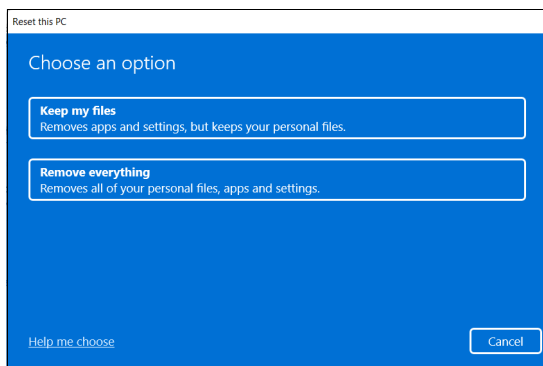 Reset this PC
Choose an option
Keep my files
Removes apps and settings, but keeps your personal files.
Remove everything
Removes all of your personal files, apps and settings.
Help me choose
Cancel